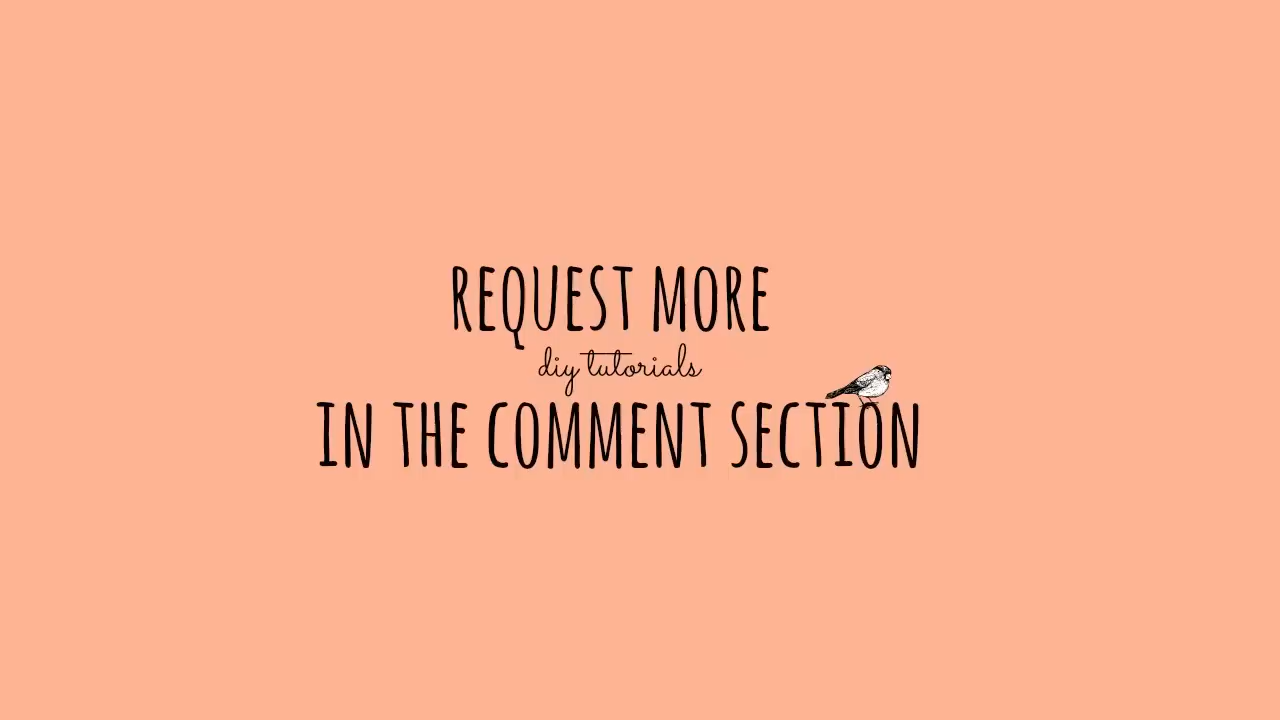 REQUEST MORE
diy tutorials
IN THE COMMENT SECTION